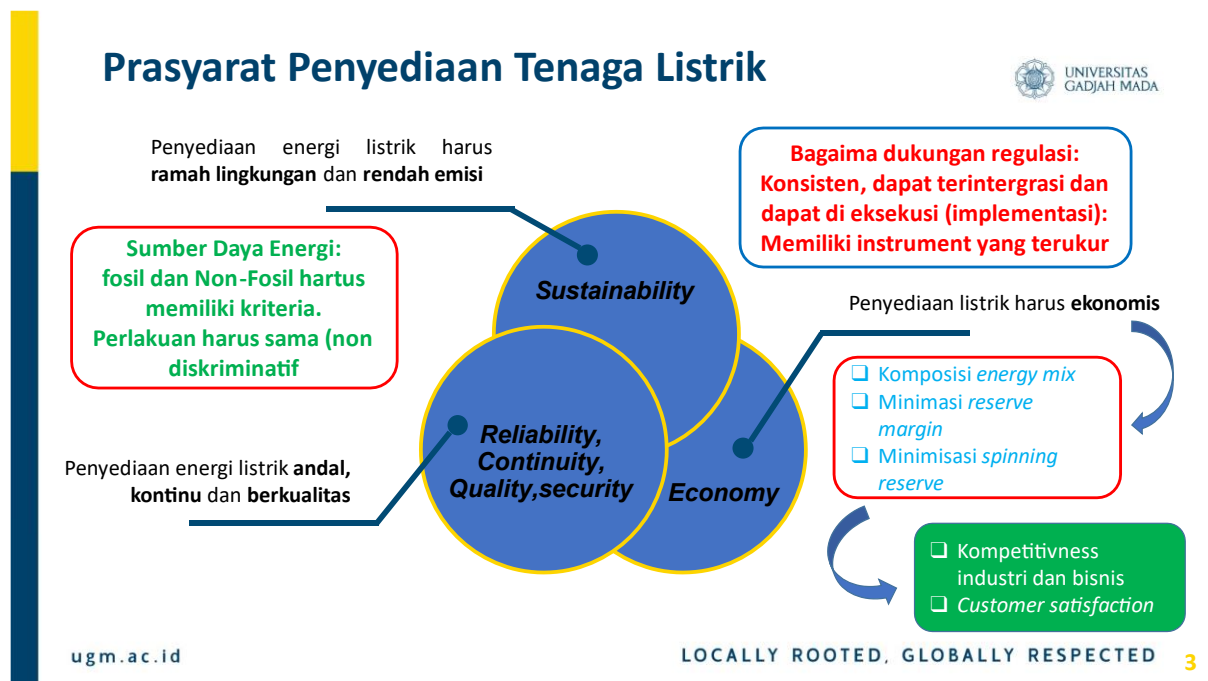 Prasyarat Penyediaan Tenaga Listrik
UNIVERSITAS
GADJAH MADA
Penyediaan energi listrik harus
ramah lingkungan dan rendah emisi
Bagaima dukungan regulasi:
Konsisten, dapat terintergrasi dan
dapat di eksekusi (implementasi):
Memiliki instrument yang terukur
Sumber Daya Energi:
fosil dan Non-Fosil hartus
memiliki kriteria.
Perlakuan harus sama (non
diskriminatif
Sustainability
Penyediaan listrik harus ekonomis
❑ Komposisi energy mix
❑ Minimasi reserve
margin
❑ Minimisasi spinning
reserve
Reliability,
Continuity,
Quality,security
Economy
Penyediaan energi listrik andal,
kontinu dan berkualitas
❑ Kompetitivness
industri dan bisnis
❑ Customer satisfaction
ugm.ac.id
LOCALLY ROOTED, GLOBALLY RESPECTED
3